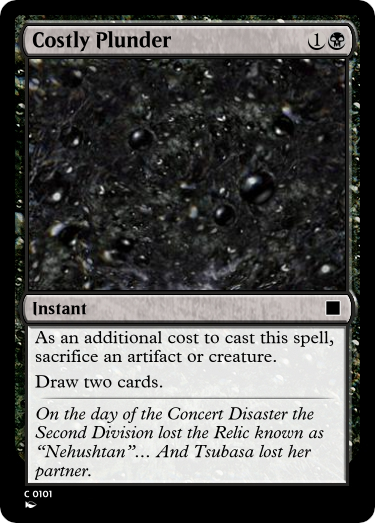 Costly Plunder 1
Instant
As an additional cost to cast this spell,
sacrifice an artifact or creature.
Draw two cards.
On the day of the Concert Disaster the
Second Division lost the Relic known as
“Nehushtan”... And Tsubasa lost her
partner.
C 0101